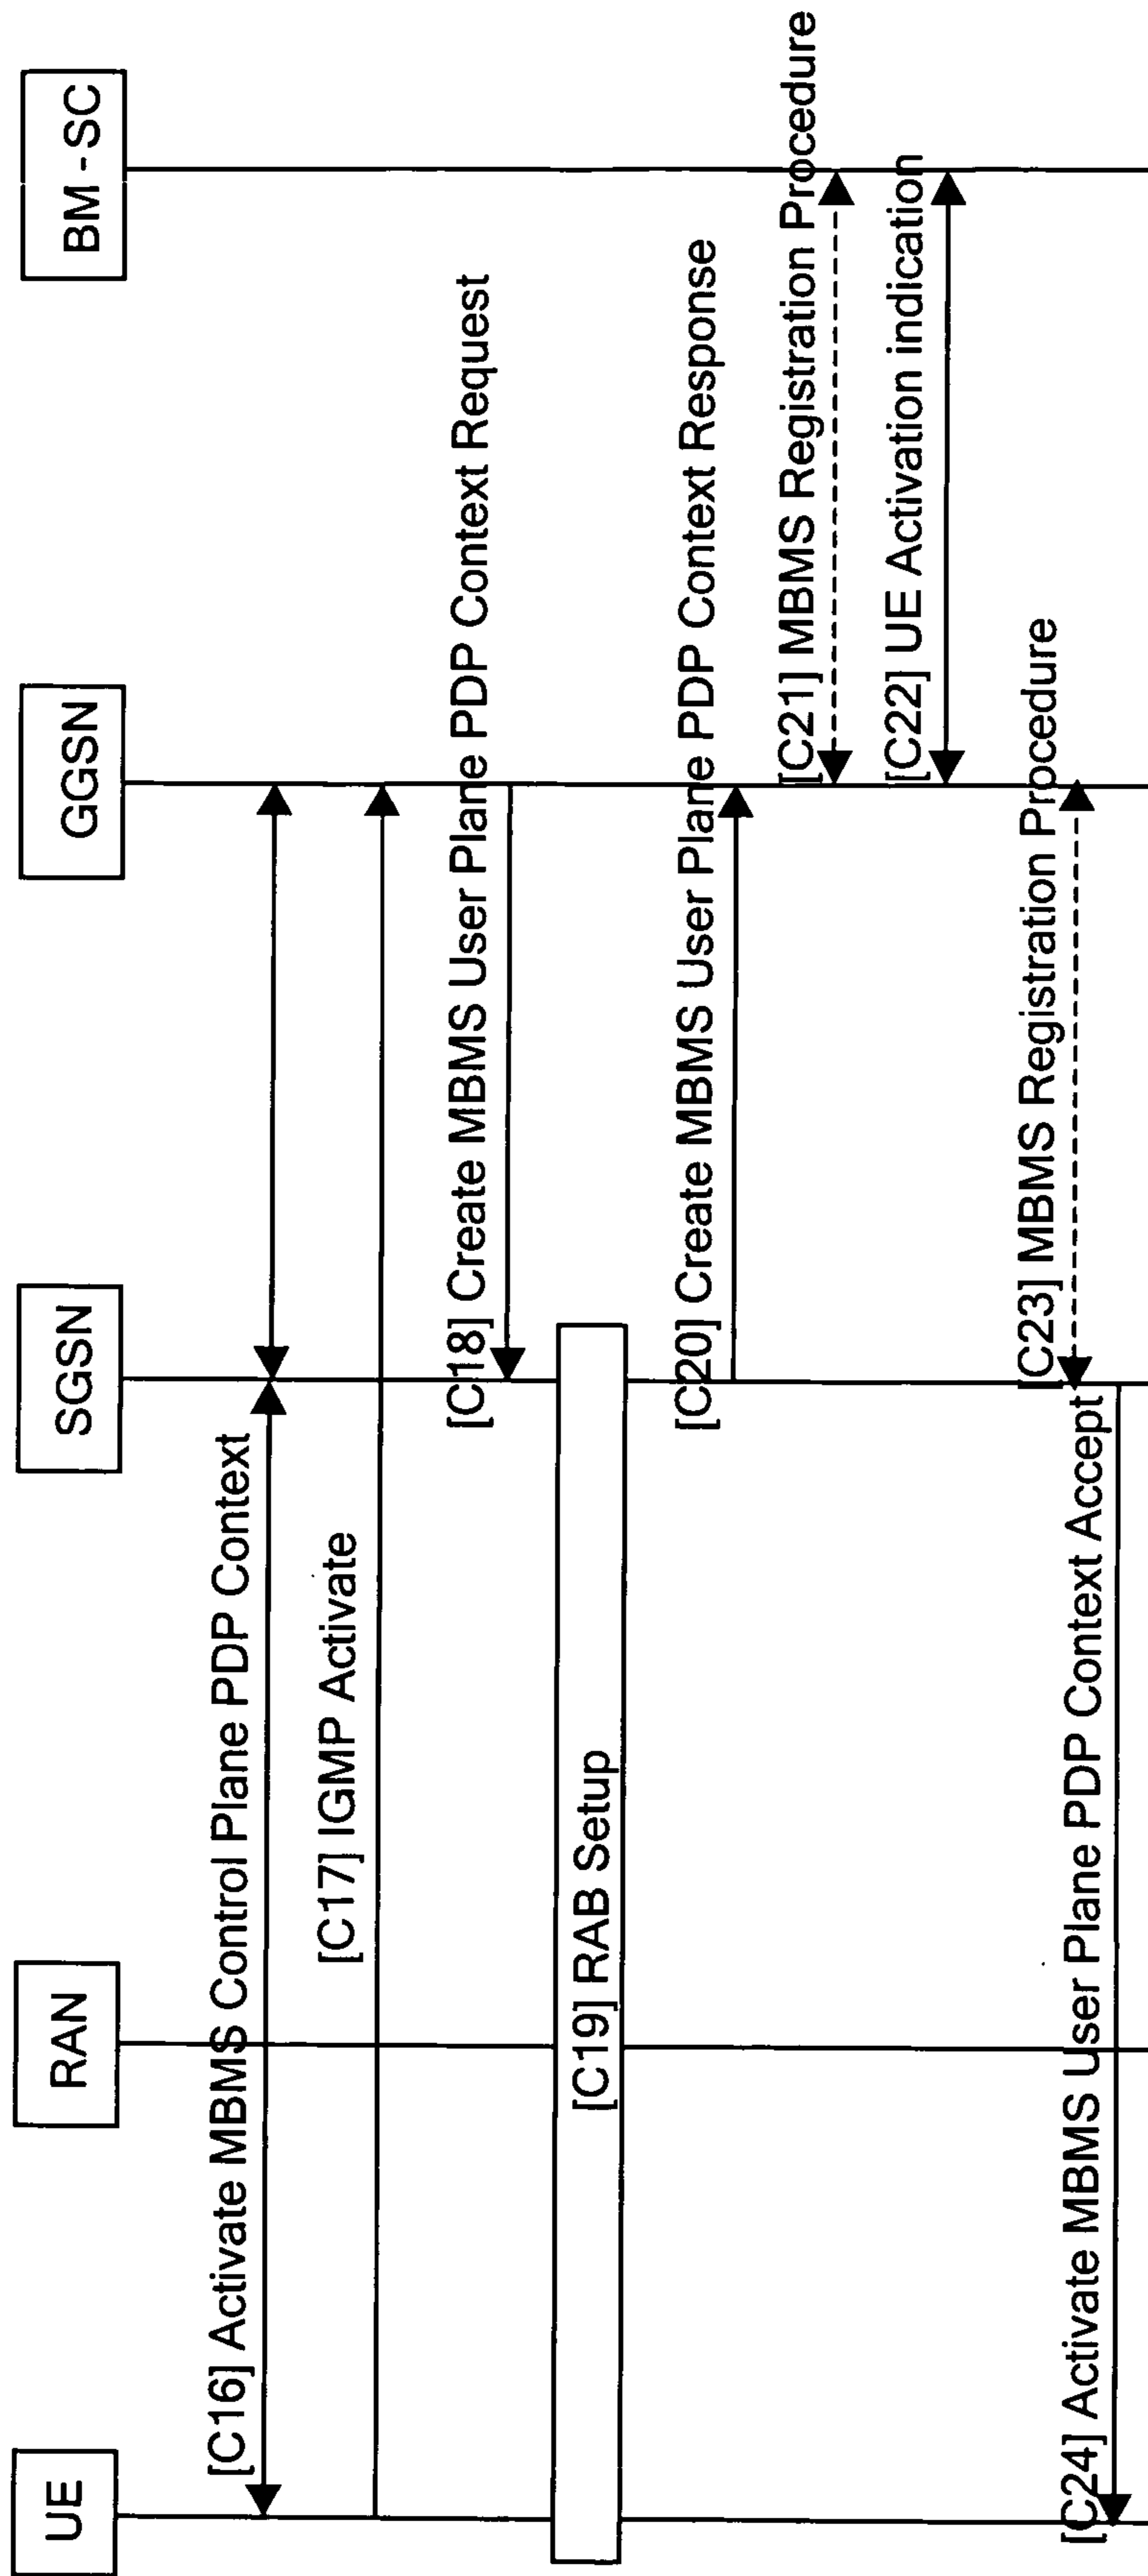 UE
RAN
SGSN
GGSN
BM-SC
[C16] Activate MBMS Control Plane PDP Context
[C17] IGMP Activate
[C18] Create MBMS User Plane PDP Context Request
[C19] RAB Setup
[C20] Create MBMS User Plane PDP Context Response
[C21] MBMS Registration Procedure
[C22] UE Activation indication
[C23] MBMS Registration Procedure
[C24] Activate MBMS User Plane PDP Context Accept